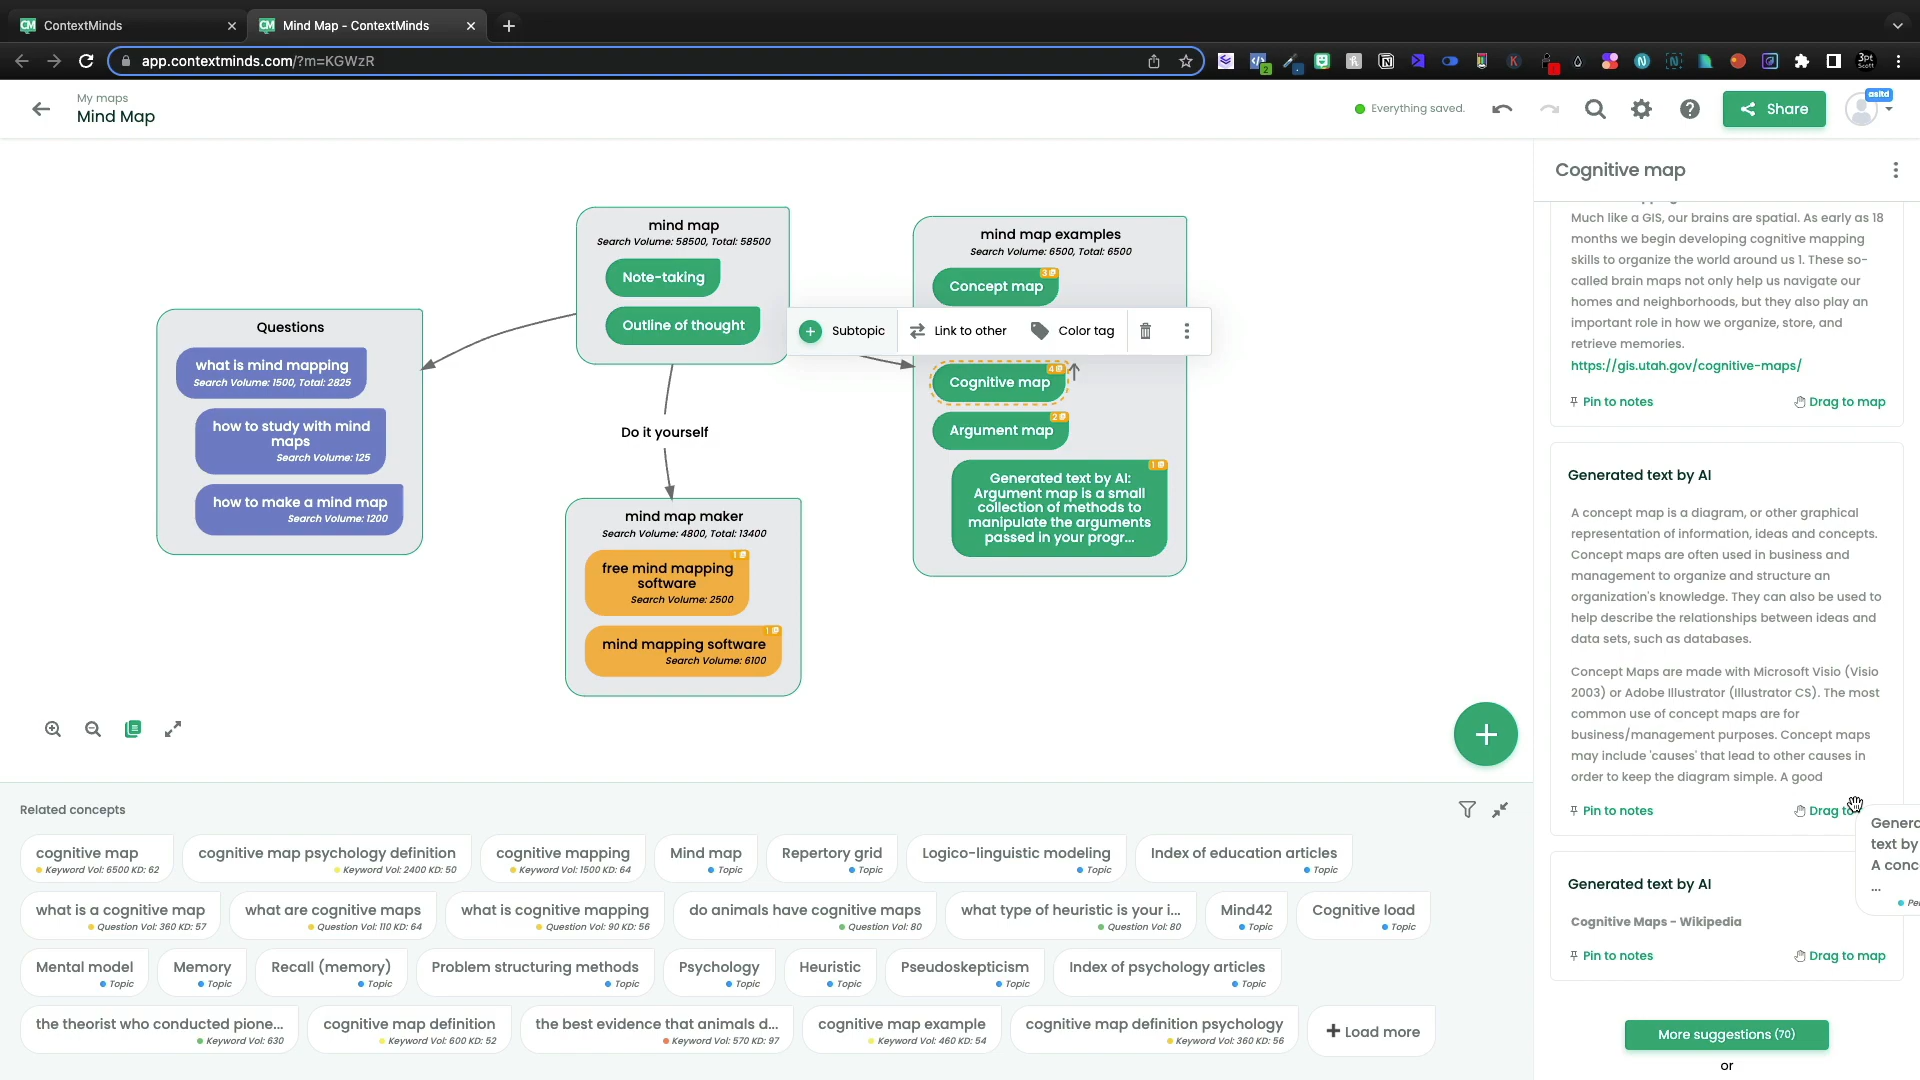 ContextMinds
Mind Map - ContextMinds
app.contextminds.com/?m=KGWzR
My maps
Mind Map
Everything saved.
Share
asitd
mind map
Search Volume: 58500, Total: 58500
Note-taking
Outline of thought
mind map examples
Search Volume: 6500, Total: 6500
Concept map
3
Subtopic
Link to other
Color tag
Cognitive map
4
Argument map
2
Generated text by AI:
Argument map is a small
collection of methods to
manipulate the arguments
passed in your progr...
1
Questions
what is mind mapping
Search Volume: 1500, Total: 2825
how to study with mind
maps
Search Volume: 125
how to make a mind map
Search Volume: 1200
Do it yourself
mind map maker
Search Volume: 4800, Total: 13400
free mind mapping
software
Search Volume: 2500
1
mind mapping software
Search Volume: 6100
1
Cognitive map
Much like a GIS, our brains are spatial. As early as 18
months we begin developing cognitive mapping
skills to organize the world around us 1. These so-
called brain maps not only help us navigate our
homes and neighborhoods, but they also play an
important role in how we organize, store, and
retrieve memories.
https://gis.utah.gov/cognitive-maps/
Pin to notes
Drag to map
Generated text by AI
A concept map is a diagram, or other graphical
representation of information, ideas and concepts.
Concept maps are often used in business and
management to organize and structure an
organization's knowledge. They can also be used to
help describe the relationships between ideas and
data sets, such as databases.
Concept Maps are made with Microsoft Visio (Visio
2003) or Adobe Illustrator (Illustrator CS). The most
common use of concept maps are for
business/management purposes. Concept maps
may include 'causes' that lead to other causes in
order to keep the diagram simple. A good
Pin to notes
Drag to
Genera
text by
A conc
...
Generated text by AI
Cognitive Maps - Wikipedia
Pin to notes
Drag to map
More suggestions (70)
or
Related concepts
cognitive map
Keyword Vol: 6500 KD: 62
cognitive map psychology definition
Keyword Vol: 2400 KD: 50
cognitive mapping
Keyword Vol: 1500 KD: 64
Mind map
Topic
Repertory grid
Topic
Logico-linguistic modeling
Topic
Index of education articles
Topic
what is a cognitive map
Question Vol: 360 KD: 57
what are cognitive maps
Question Vol: 110 KD: 64
what is cognitive mapping
Question Vol: 90 KD: 56
do animals have cognitive maps
Question Vol: 80
what type of heuristic is your i...
Question Vol: 80
Mind42
Topic
Cognitive load
Topic
Mental model
Topic
Memory
Topic
Recall (memory)
Topic
Problem structuring methods
Topic
Psychology
Topic
Heuristic
Topic
Pseudoskepticism
Topic
Index of psychology articles
Topic
the theorist who conducted pione...
Keyword Vol: 630
cognitive map definition
Keyword Vol: 600 KD: 52
the best evidence that animals d...
Keyword Vol: 570 KD: 97
cognitive map example
Keyword Vol: 460 KD: 54
cognitive map definition psychology
Keyword Vol: 360 KD: 56
Load more